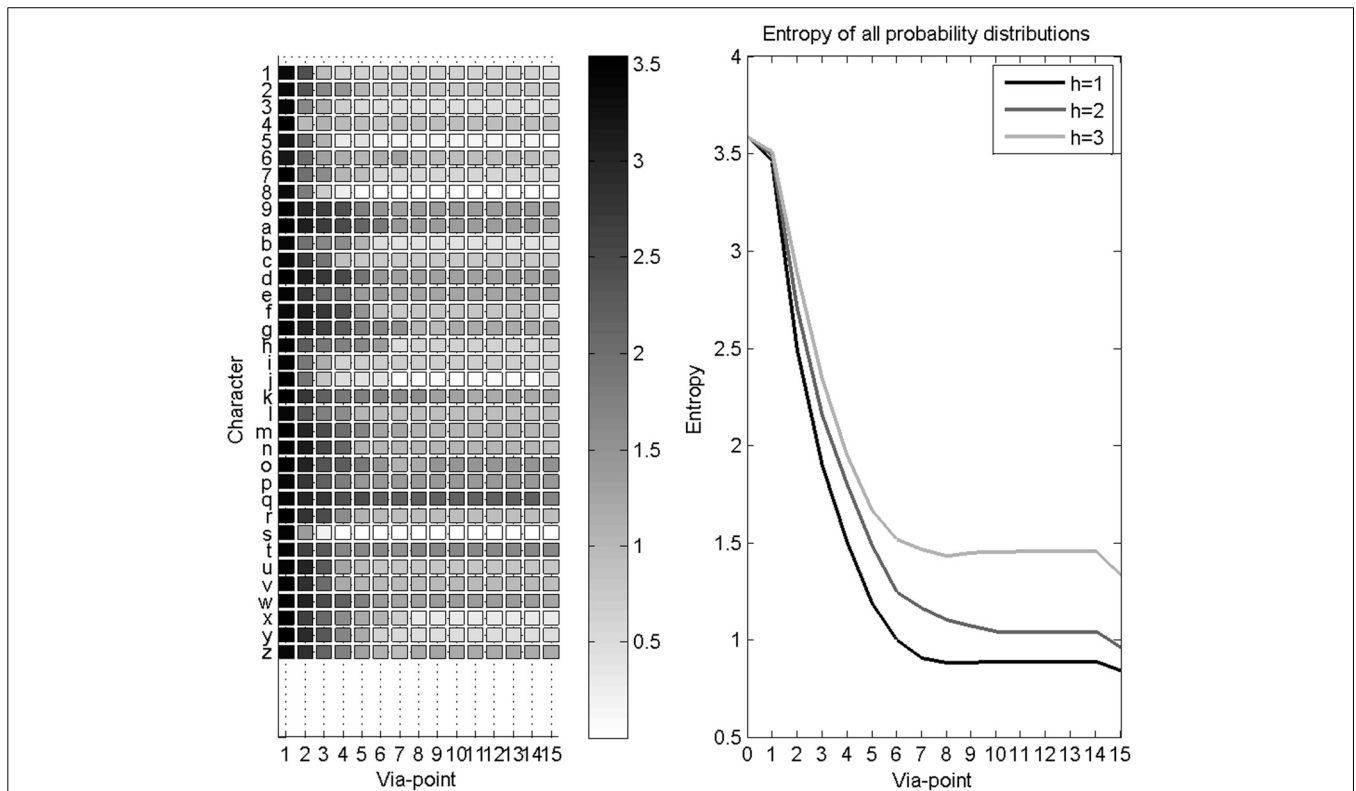 1
2
3
4
5
6
7
8
9
a
b
c
d
e
f
g
h
i
j
k
l
m
n
o
p
q
r
s
t
u
v
w
x
y
z
Character
1 2 3 4 5 6 7 8 9 10 11 12 13 14 15
Via-point
3.5
3
2.5
2
1.5
1
0.5
Entropy of all probability distributions
h=1
h=2
h=3
4
3.5
3
2.5
2
1.5
1
0.5
Entropy
0 1 2 3 4 5 6 7 8 9 10 11 12 13 14 15
Via-point